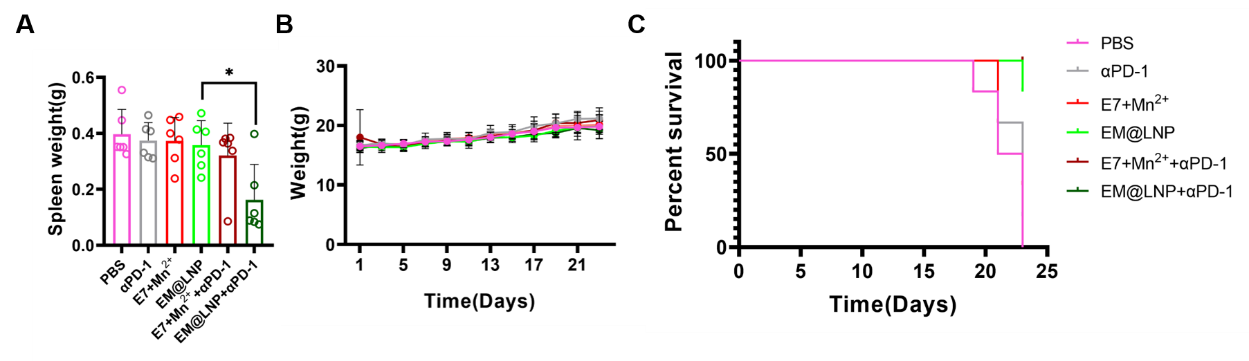 A
Spleen weight(g)
0.6
0.4
0.2
0.0
*
PBS
αPD-1
E7+Mn²⁺
EM@LNP
E7+Mn²⁺+αPD-1
EM@LNP+αPD-1
B
Weight(g)
30
20
10
0
1 5 9 13 17 21
Time(Days)
C
Percent survival
100
50
0
0 5 10 15 20 25
Time(Days)
PBS
αPD-1
E7+Mn²⁺
EM@LNP
E7+Mn²⁺+αPD-1
EM@LNP+αPD-1